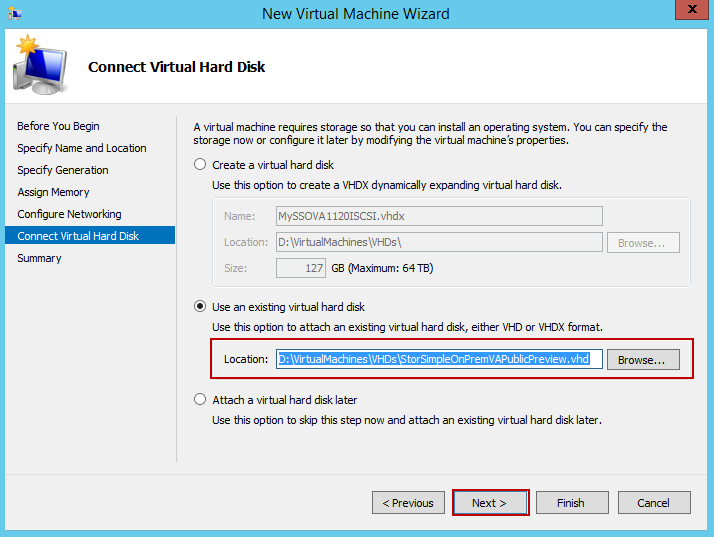 New Virtual Machine Wizard
x
Connect Virtual Hard Disk
Before You Begin
Specify Name and Location
Specify Generation
Assign Memory
Configure Networking
Connect Virtual Hard Disk
Summary
A virtual machine requires storage so that you can install an operating system. You can specify the
storage now or configure it later by modifying the virtual machine's properties.
Create a virtual hard disk
Use this option to create a VHDX dynamically expanding virtual hard disk.
Name: MySSOVA1120ISCSI.vhdx
Location: D:\VirtualMachines\VHDs\ Browse...
Size: 127 GB (Maximum: 64 TB)
Use an existing virtual hard disk
Use this option to attach an existing virtual hard disk, either VHD or VHDX format.
Location: D:\VirtualMachines\VHDs\StorSimpleOnPremVAPublicPreview.vhd Browse...
Attach a virtual hard disk later
Use this option to skip this step now and attach an existing virtual hard disk later.
< Previous Next > Finish Cancel